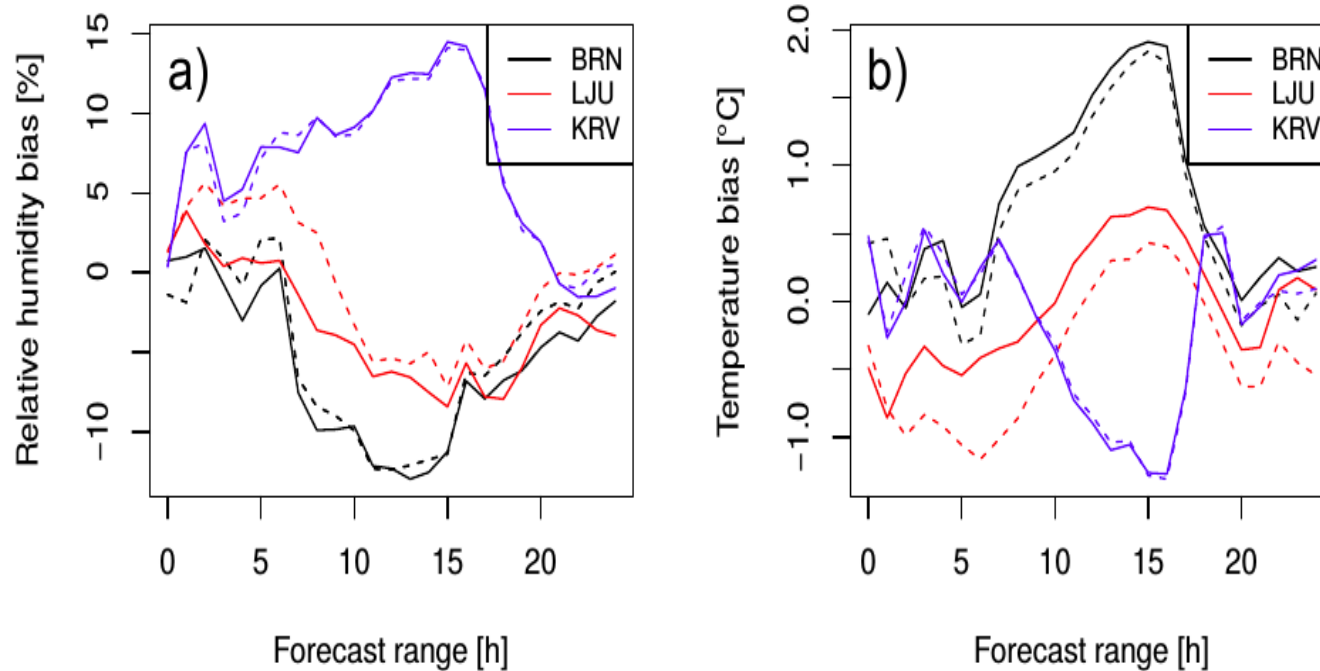 a)
BRN
LJU
KRV
Relative humidity bias [%]
15
10
5
0
−10
0 5 10 15 20
Forecast range [h]
b)
BRN
LJU
KRV
Temperature bias [°C]
2.0
1.0
0.0
−1.0
0 5 10 15 20
Forecast range [h]